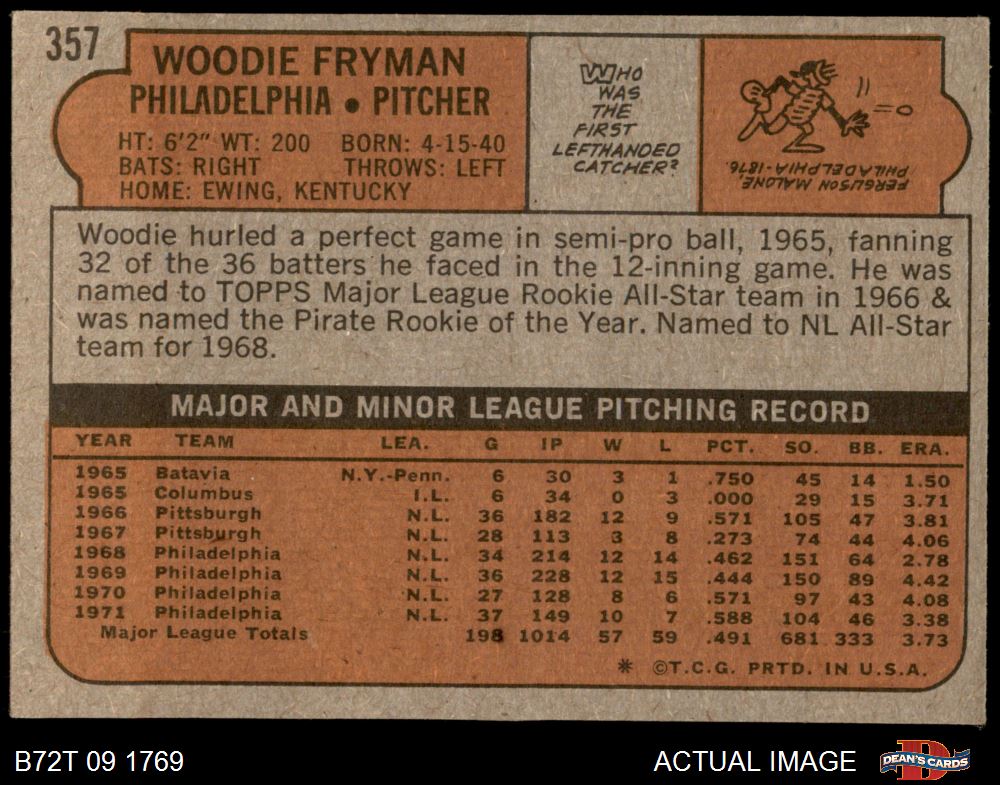 357
WOODIE FRYMAN
PHILADELPHIA • PITCHER
HT: 6'2" WT: 200 BORN: 4-15-40
BATS: RIGHT THROWS: LEFT
HOME: EWING, KENTUCKY
WHO
WAS
THE
FIRST
LEFTHANDED
CATCHER?
FERGUSON MALONE,
PHILADELPHIA-1876.
Woodie hurled a perfect game in semi-pro ball, 1965, fanning
32 of the 36 batters he faced in the 12-inning game. He was
named to TOPPS Major League Rookie All-Star team in 1966 &
was named the Pirate Rookie of the Year. Named to NL All-Star
team for 1968.
MAJOR AND MINOR LEAGUE PITCHING RECORD
YEAR TEAM LEA. G IP W L PCT. SO. BB. ERA.
1965 Batavia N.Y.-Penn. 6 30 3 1 .750 45 14 1.50
1965 Columbus I.L. 6 34 0 3 .000 29 15 3.71
1966 Pittsburgh N.L. 36 182 12 9 .571 105 47 3.81
1967 Pittsburgh N.L. 28 113 3 8 .273 74 44 4.06
1968 Philadelphia N.L. 34 214 12 14 .462 151 64 2.78
1969 Philadelphia N.L. 36 228 12 15 .444 150 89 4.42
1970 Philadelphia N.L. 27 128 8 6 .571 97 43 4.08
1971 Philadelphia N.L. 37 149 10 7 .588 104 46 3.38
Major League Totals 198 1014 57 59 .491 681 333 3.73
* ©T.C.G. PRTD. IN U.S.A.
B72T 09 1769 ACTUAL IMAGE
D
DEAN'S CARDS